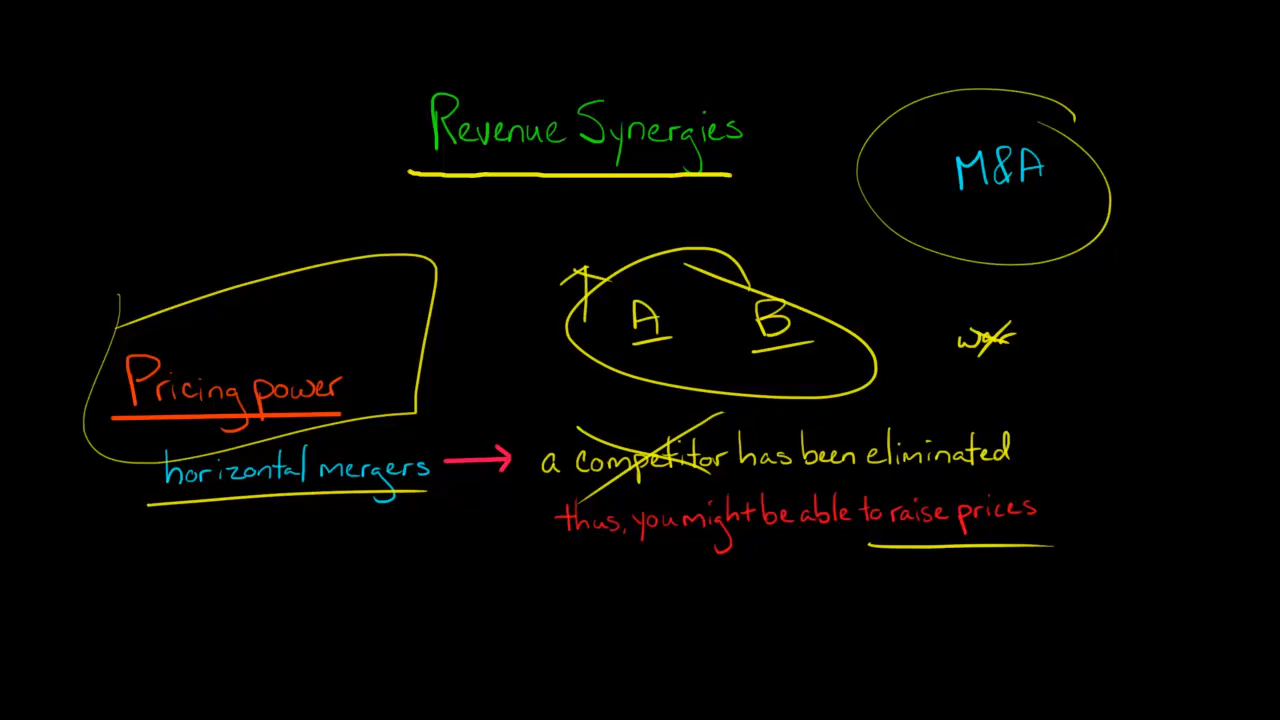 Revenue Synergies
M&A
A B
Pricing power
horizontal mergers → a competitor has been eliminated
thus, you might be able to raise prices